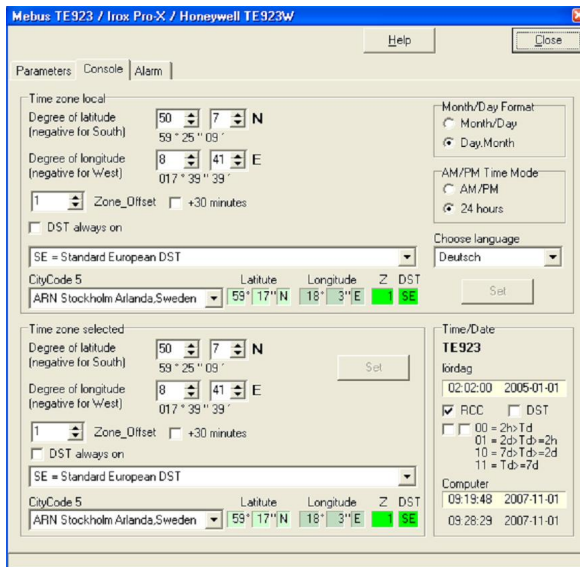 Mebus TE923 / Irox Pro-X / Honeywell TE923W
Help
Close
Parameters
Console
Alarm
Time zone local
Degree of latitude
(negative for South)
50
7
N
59 ° 25 '' 09 ´
Degree of longitude
(negative for West)
8
41
E
017 ° 39 '' 39 ´
1
Zone_Offset
+30 minutes
DST always on
SE = Standard European DST
CityCode 5
Latitute
Longitude
Z
DST
ARN Stockholm Arlanda,Sweden
59°
17''
N
18°
3''
E
1
SE
Month/Day Format
Month/Day
Day.Month
AM/PM Time Mode
AM/PM
24 hours
Choose language
Deutsch
Set
Time zone selected
Degree of latitude
(negative for South)
50
7
N
59 ° 25 '' 09 ´
Set
Degree of longitude
(negative for West)
8
41
E
017 ° 39 '' 39 ´
1
Zone_Offset
+30 minutes
DST always on
SE = Standard European DST
CityCode 5
Latitute
Longitude
Z
DST
ARN Stockholm Arlanda,Sweden
59°
17''
N
18°
3''
E
1
SE
Time/Date
TE923
lördag
02:02:00 2005-01-01
RCC
DST
00 = 2h>Td
01 = 2d>Td>=2h
10 = 7d>Td>=2d
11 = Td>=7d
Computer
09:19:48 2007-11-01
09:28:29 2007-11-01